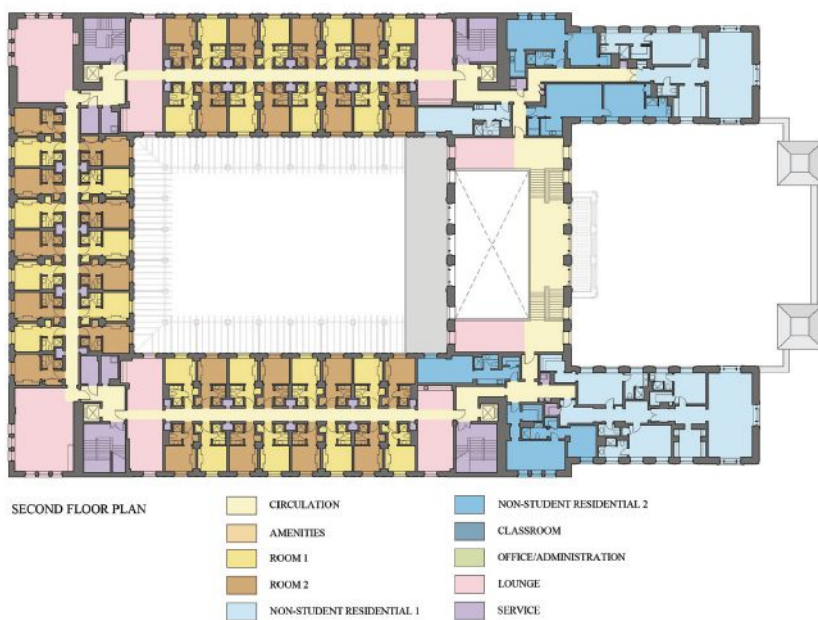 SECOND FLOOR PLAN
CIRCULATION
AMENITIES
ROOM 1
ROOM 2
NON-STUDENT RESIDENTIAL 1
NON-STUDENT RESIDENTIAL 2
CLASSROOM
OFFICE/ADMINISTRATION
LOUNGE
SERVICE